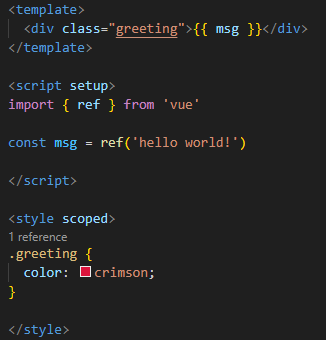 <template>
  <div class="greeting">{{ msg }}</div>
</template>

<script setup>
import { ref } from 'vue'

const msg = ref('hello world!')

</script>

<style scoped>
1 reference
.greeting {
  color: crimson;
}

</style>